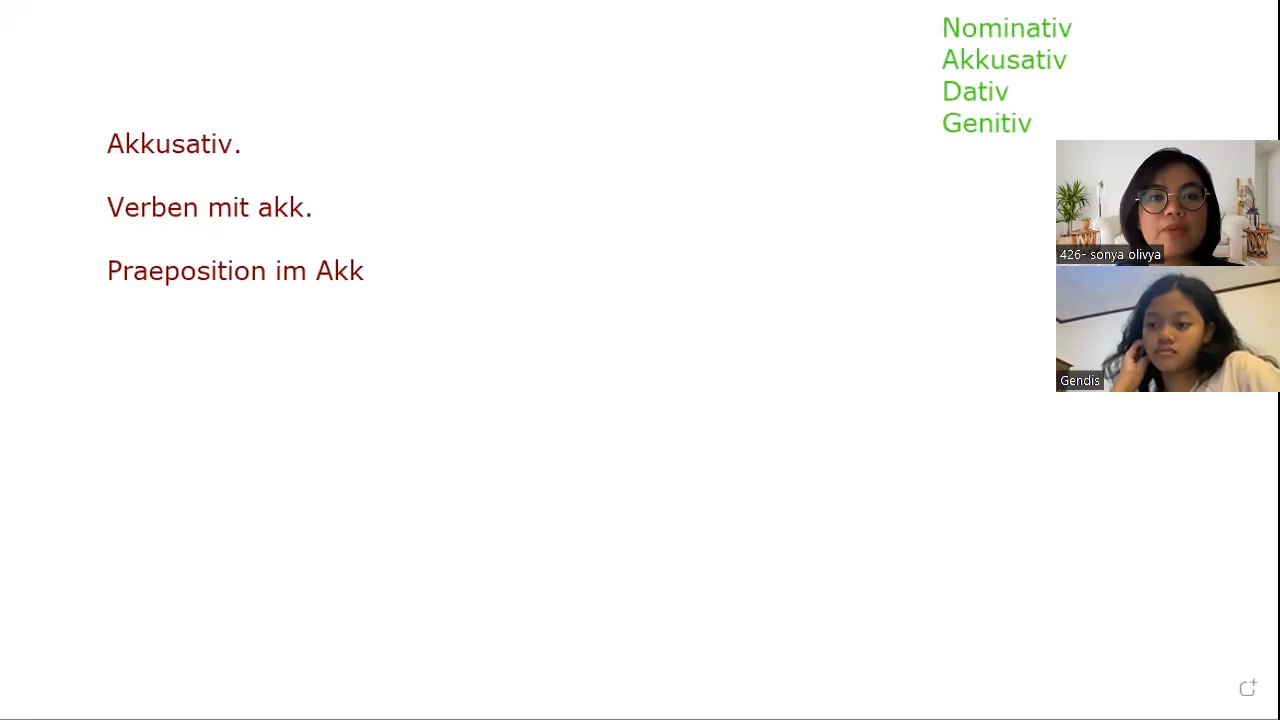 Nominativ
Akkusativ
Dativ
Genitiv
Akkusativ.
Verben mit akk.
Praeposition im Akk
426- sonya olivya
Gendis